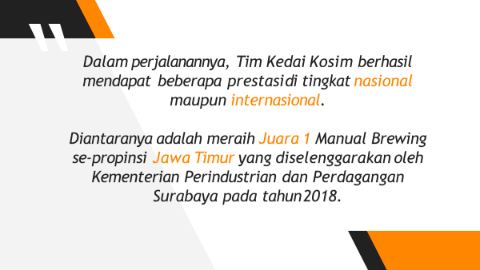 Dalam perjalanannya, Tim Kedai Kosim berhasil
mendapat beberapa prestasidi tingkat nasional
maupun internasional.
Diantaranya adalah meraih Juara 1 Manual Brewing
se-propinsi Jawa Timur yang diselenggarakan oleh
Kementerian Perindustrian dan Perdagangan
Surabaya pada tahun2018.